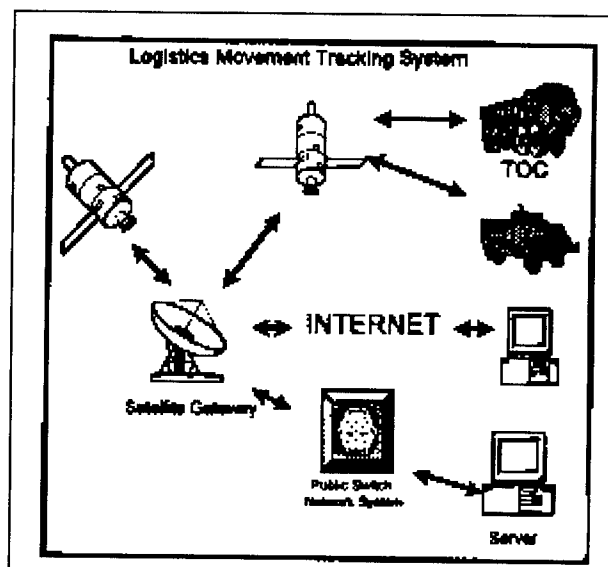 Logistics Movement Tracking System
TOC
INTERNET
Satellite Gateway
Public Switch
Network System
Server